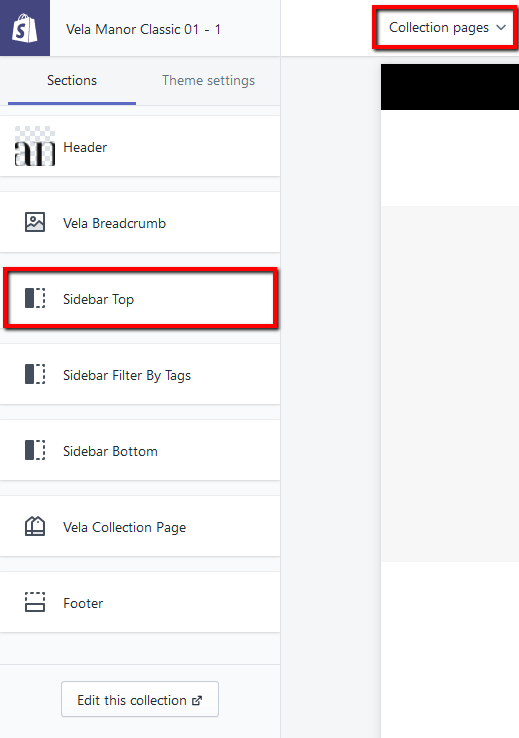 Vela Manor Classic 01 - 1
Collection pages
Sections
Theme settings
an
Header
Vela Breadcrumb
Sidebar Top
Sidebar Filter By Tags
Sidebar Bottom
Vela Collection Page
Footer
Edit this collection